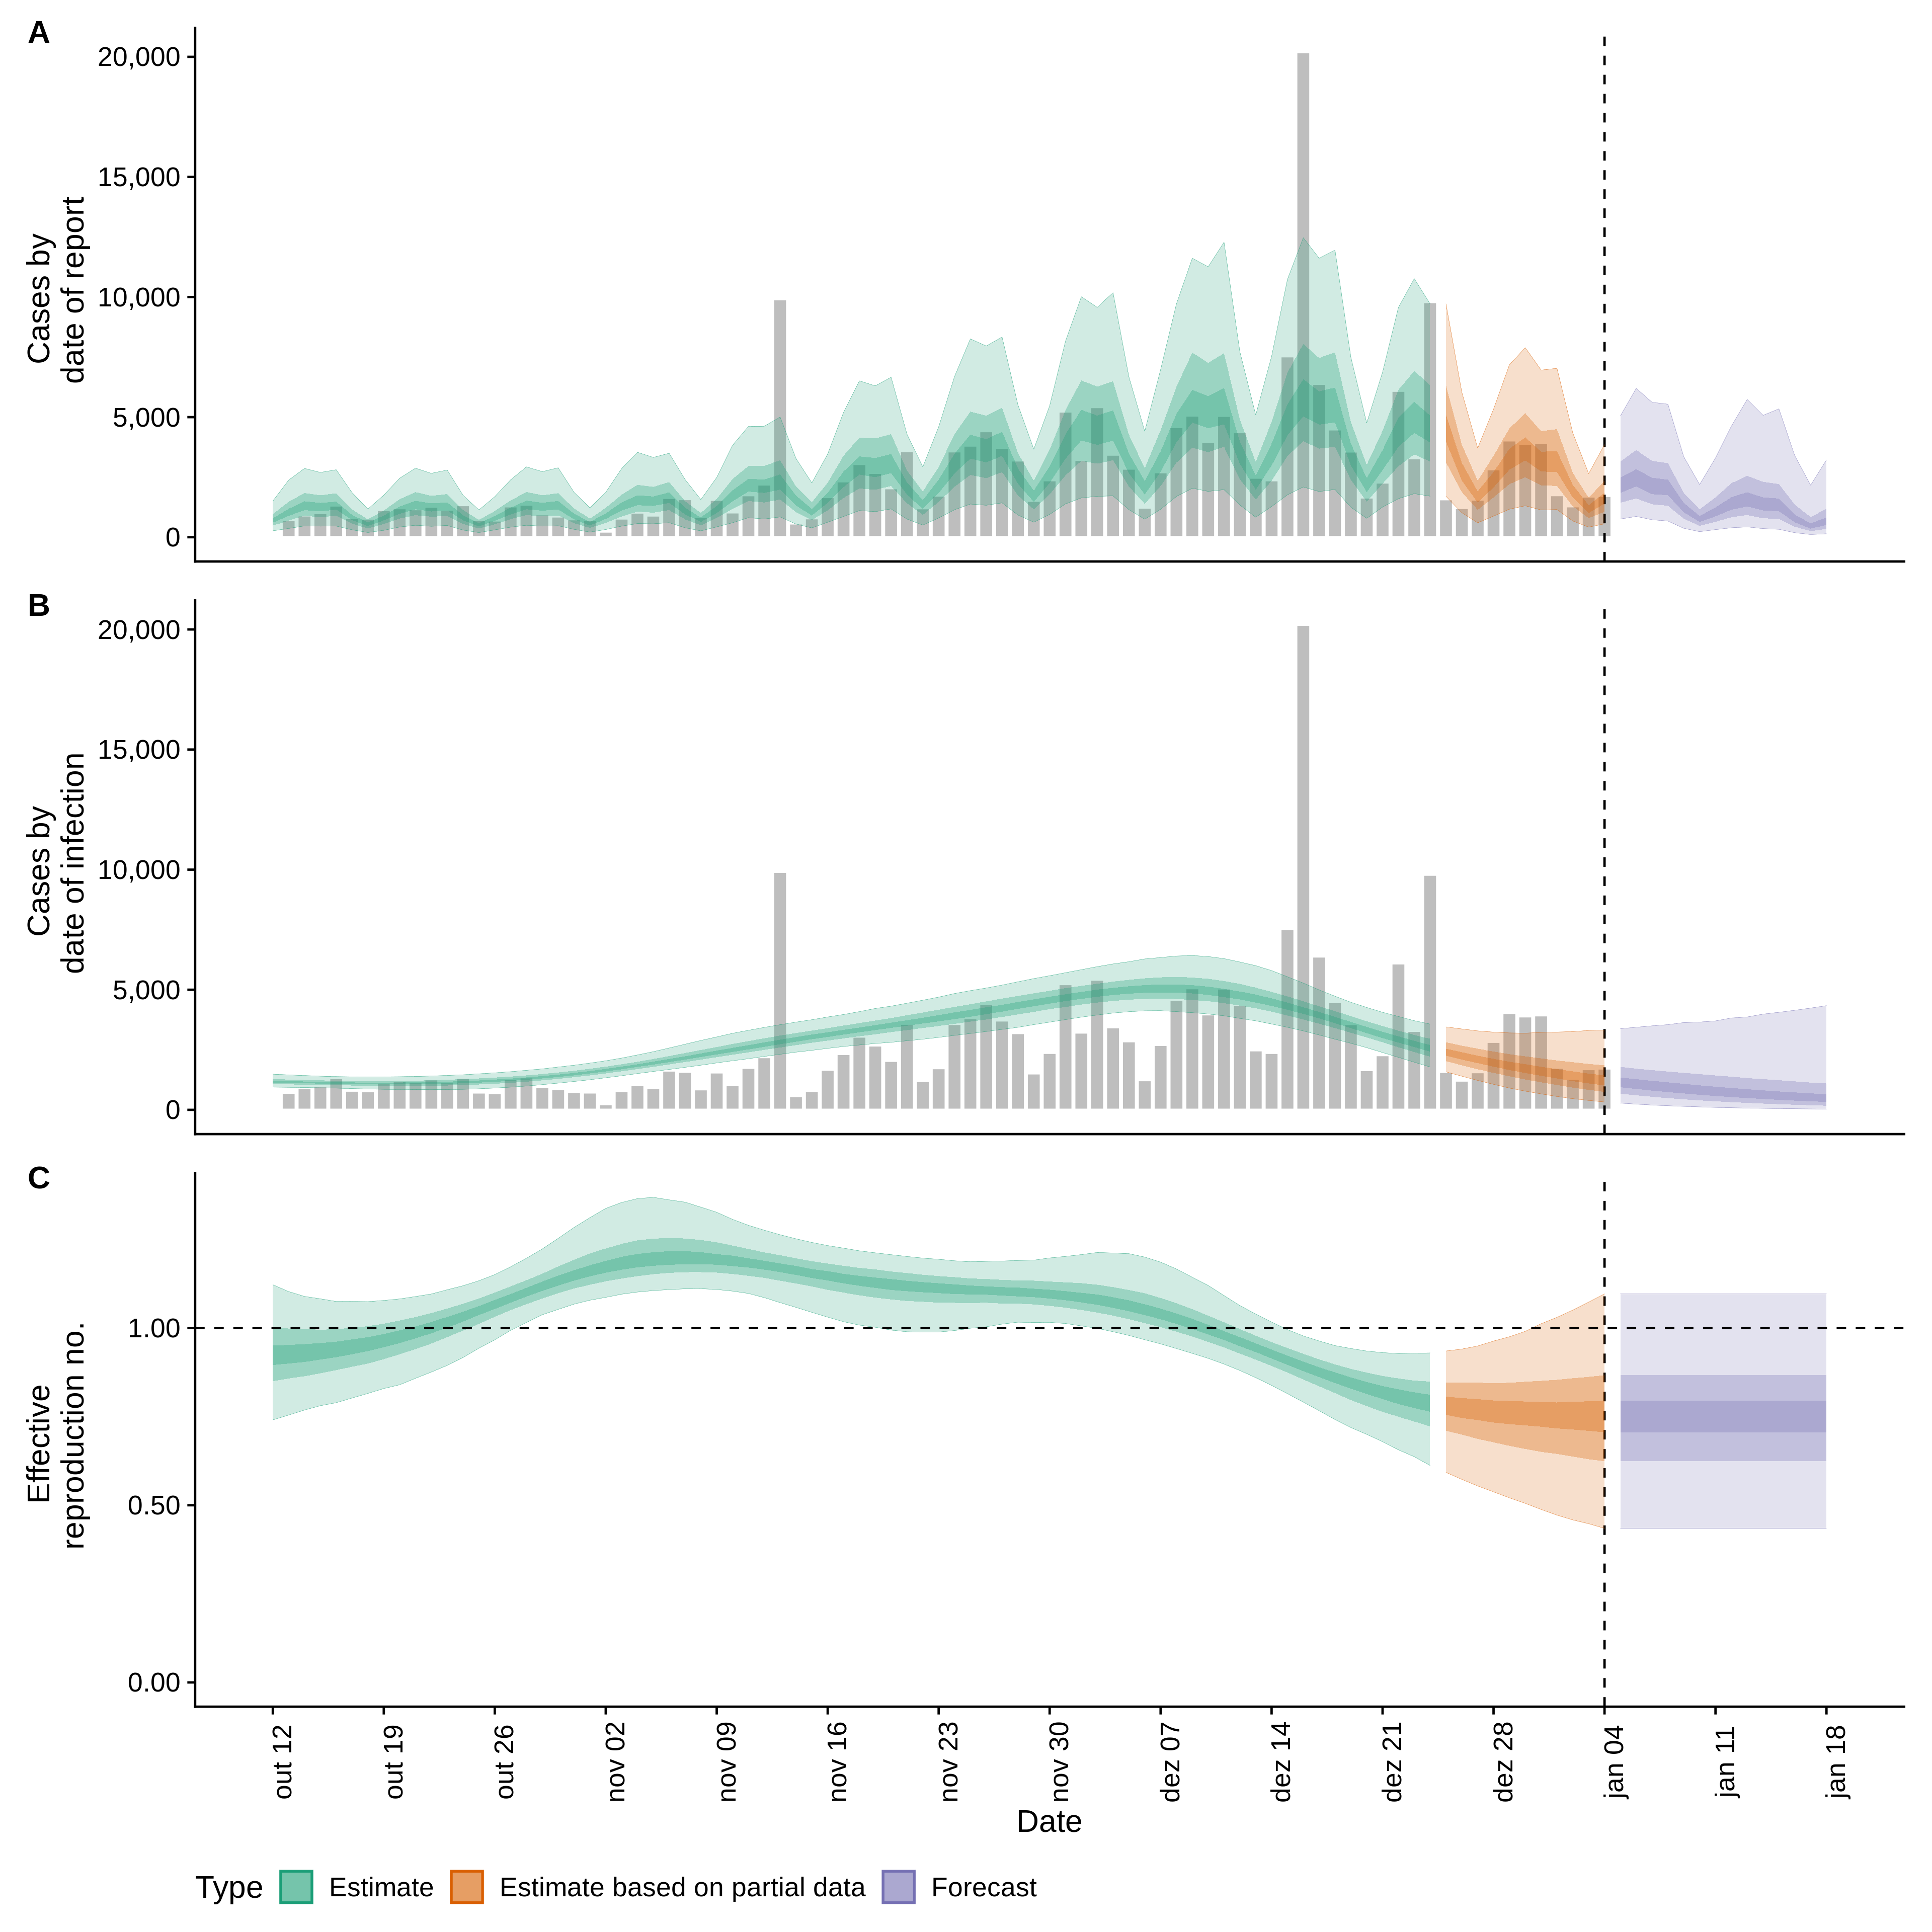 A
20,000
15,000
10,000
5,000
0
Cases by
date of report
B
20,000
15,000
10,000
5,000
0
Cases by
date of infection
C
1.00
0.50
0.00
Effective
reproduction no.
out 12
out 19
out 26
nov 02
nov 09
nov 16
nov 23
nov 30
dez 07
dez 14
dez 21
dez 28
jan 04
jan 11
jan 18
Date
Type Estimate Estimate based on partial data Forecast